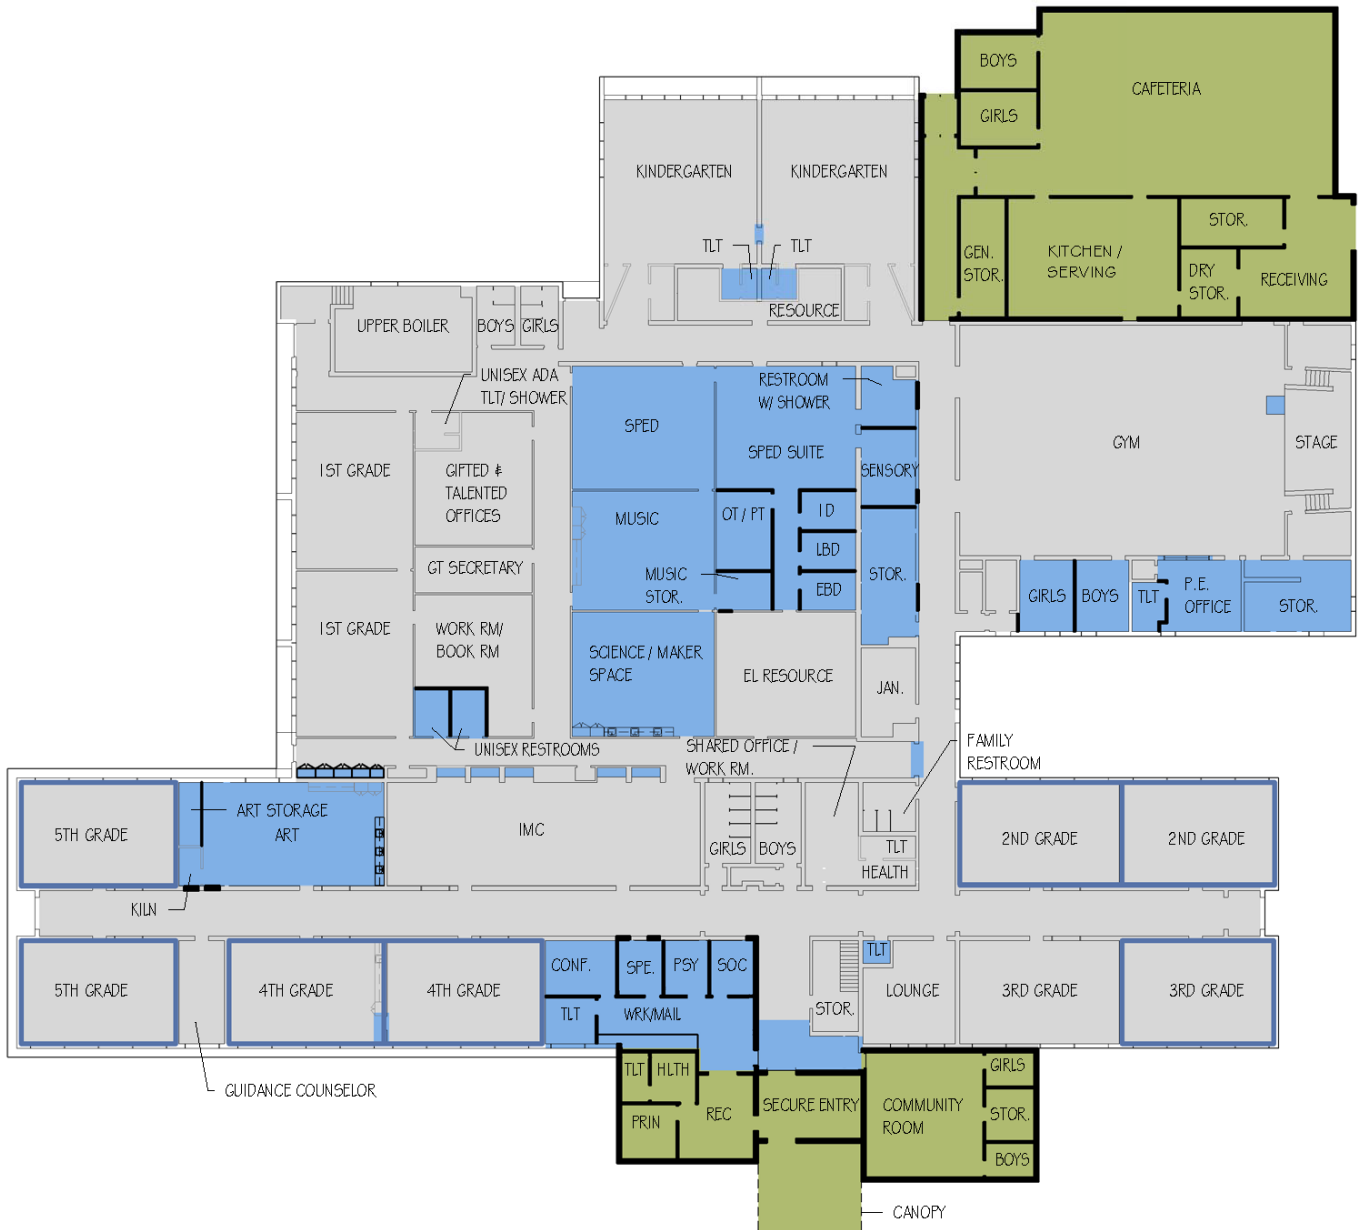 BOYS
CAFETERIA
GIRLS
KINDERGARTEN
KINDERGARTEN
STOR.
TLT
TLT
GEN.
STOR.
KITCHEN /
SERVING
DRY
STOR.
RECEIVING
RESOURCE
UPPER BOILER
BOYS
GIRLS
UNISEX ADA
TLT/ SHOWER
RESTROOM
W/ SHOWER
SPED
SPED SUITE
GYM
STAGE
1ST GRADE
GIFTED &
TALENTED
OFFICES
SENSORY
MUSIC
OT / PT
ID
LBD
GT SECRETARY
MUSIC
STOR.
EBD
STOR.
GIRLS
BOYS
TLT
P.E.
OFFICE
STOR.
1ST GRADE
WORK RM/
BOOK RM
SCIENCE / MAKER
SPACE
EL RESOURCE
JAN.
UNISEX RESTROOMS
SHARED OFFICE /
WORK RM.
FAMILY
RESTROOM
5TH GRADE
ART STORAGE
ART
IMC
GIRLS
BOYS
TLT
HEALTH
2ND GRADE
2ND GRADE
KILN
5TH GRADE
4TH GRADE
4TH GRADE
CONF.
SPE.
PSY
SOC
TLT
WRK/MAIL
STOR.
TLT
LOUNGE
3RD GRADE
3RD GRADE
GUIDANCE COUNSELOR
TLT
HLTH
PRIN
REC
SECURE ENTRY
COMMUNITY
ROOM
GIRLS
STOR.
BOYS
CANOPY